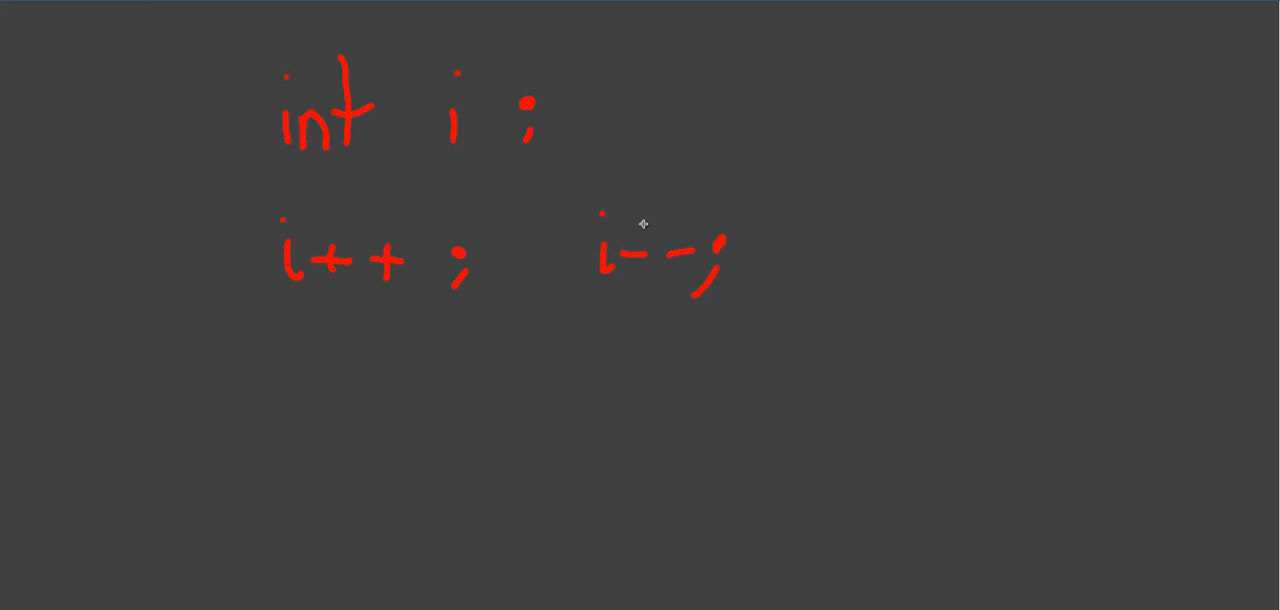 int i ;
i++ ; i--;